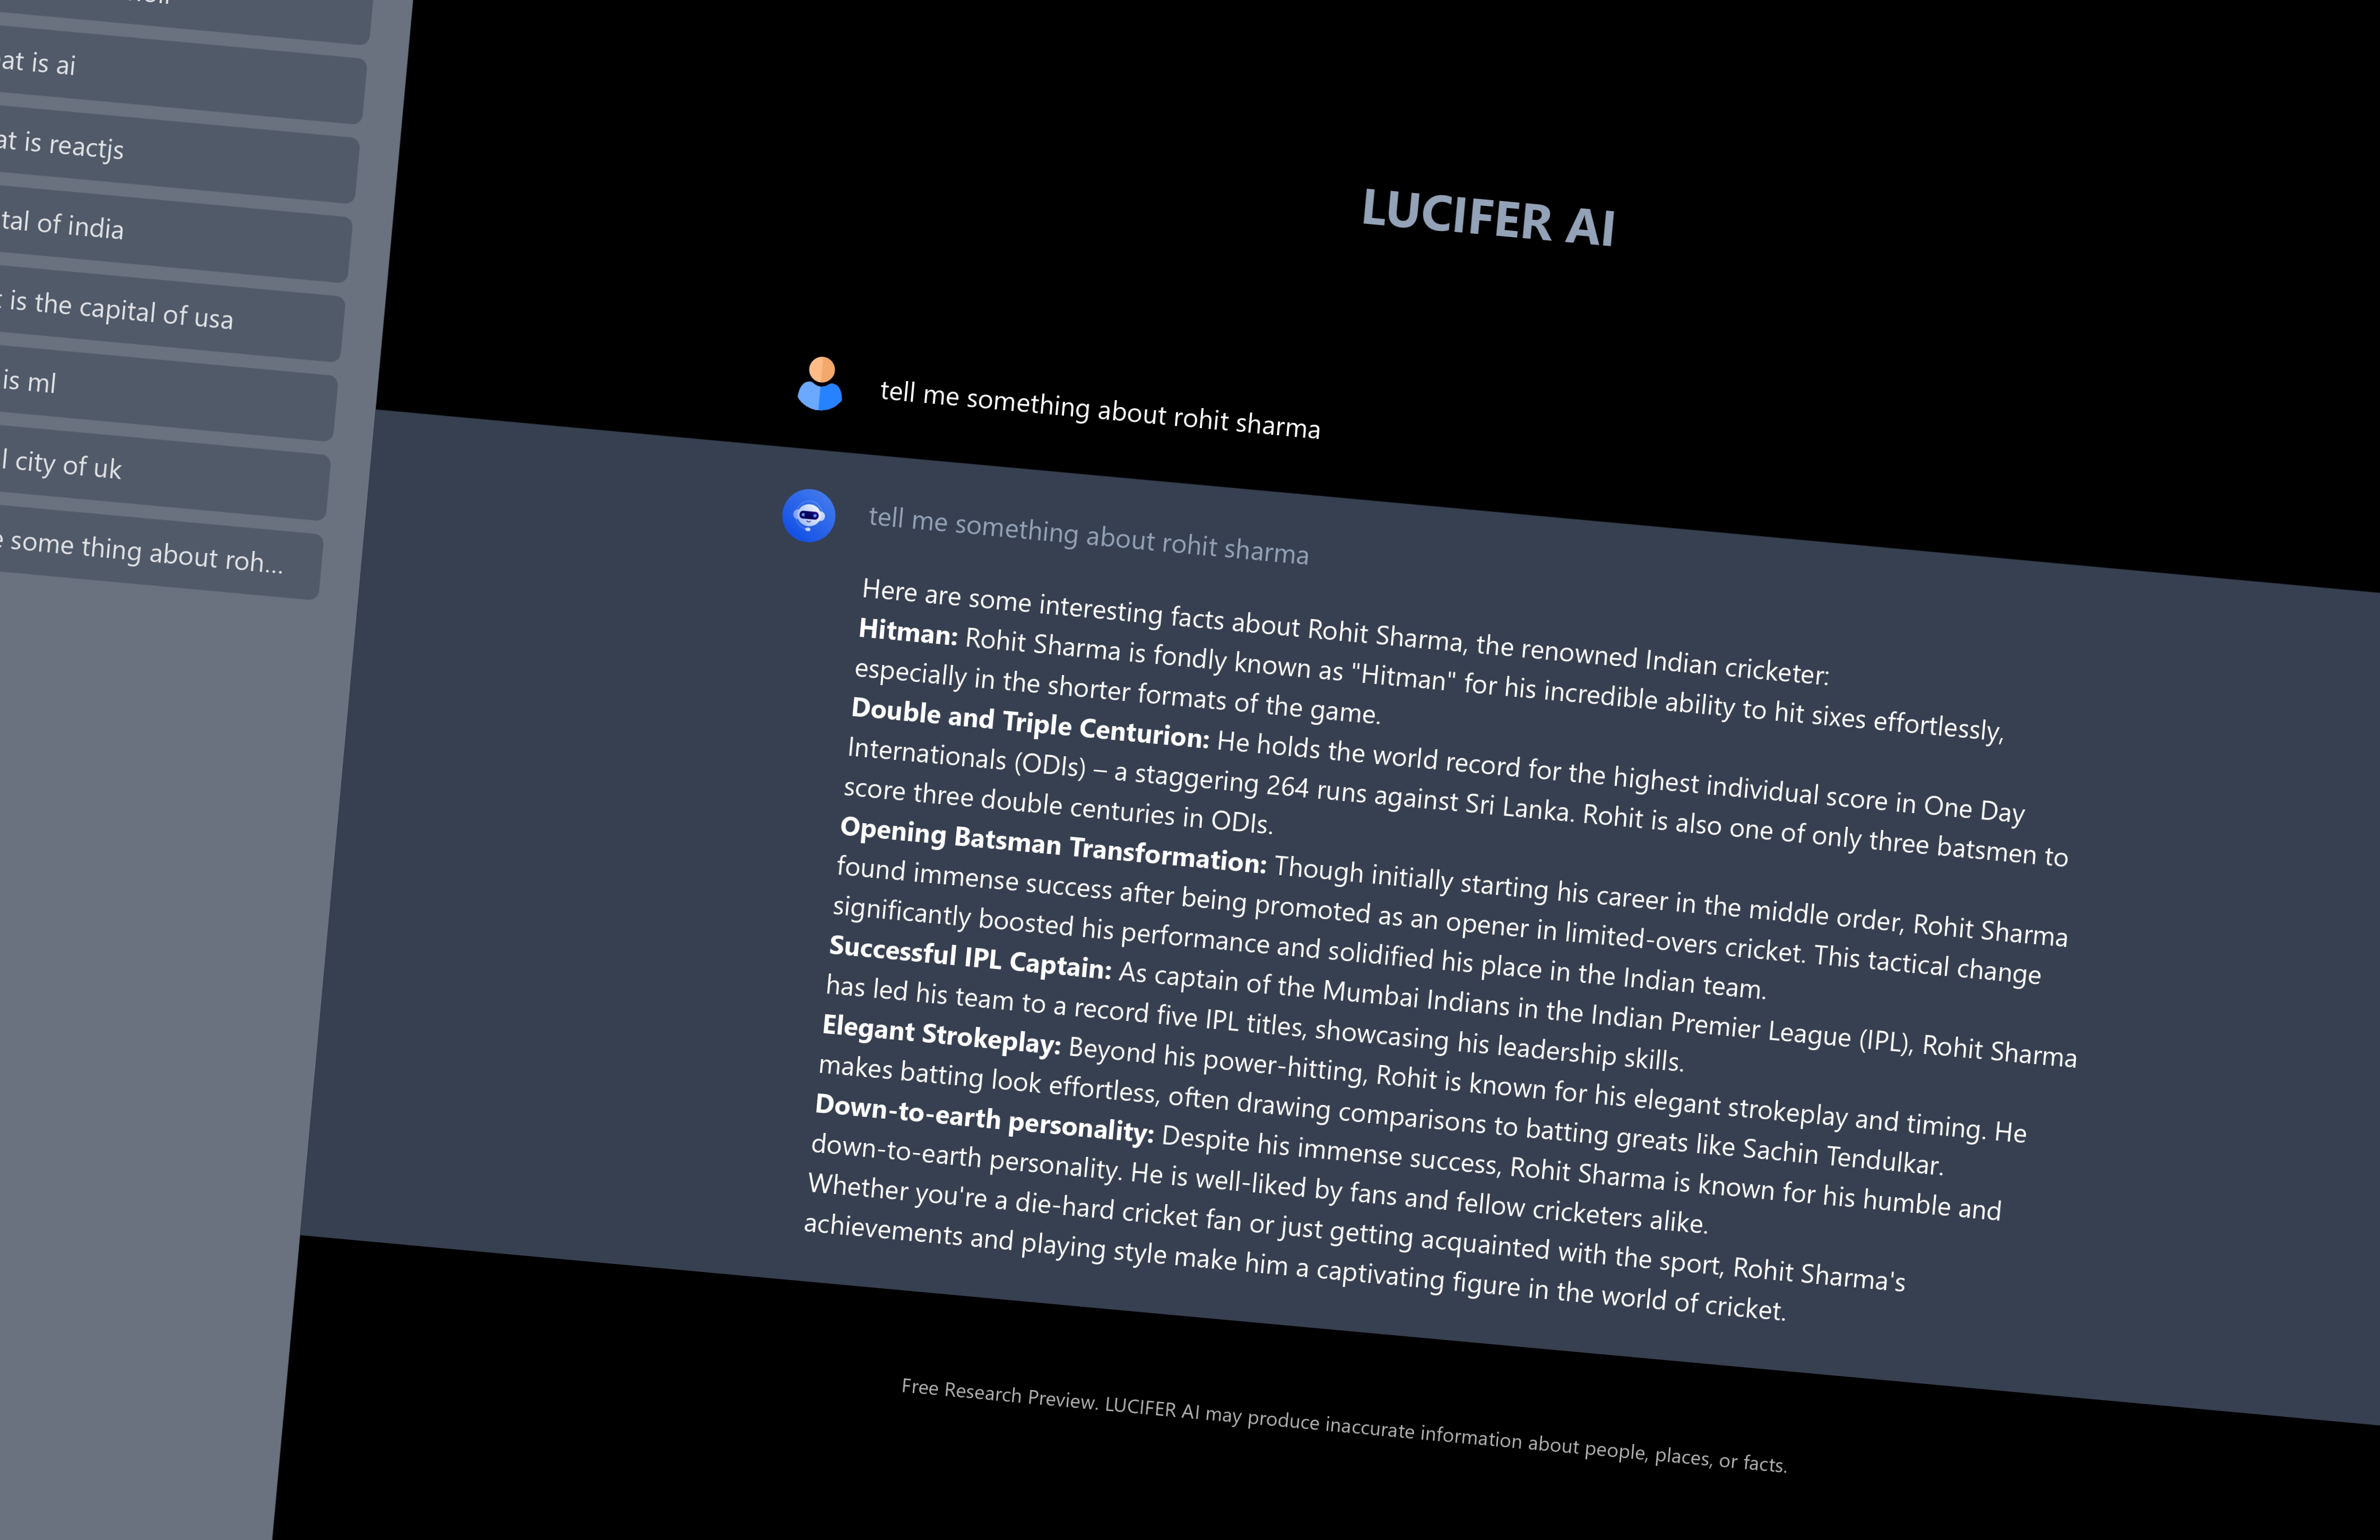 at is ai
at is reactjs
tal of india
is the capital of usa
is ml
l city of uk
some thing about roh...
LUCIFER AI
tell me something about rohit sharma
tell me something about rohit sharma
Here are some interesting facts about Rohit Sharma, the renowned Indian cricketer:
Hitman: Rohit Sharma is fondly known as "Hitman" for his incredible ability to hit sixes effortlessly,
especially in the shorter formats of the game.
Double and Triple Centurion: He holds the world record for the highest individual score in One Day
Internationals (ODIs) – a staggering 264 runs against Sri Lanka. Rohit is also one of only three batsmen to
score three double centuries in ODIs.
Opening Batsman Transformation: Though initially starting his career in the middle order, Rohit Sharma
found immense success after being promoted as an opener in limited-overs cricket. This tactical change
significantly boosted his performance and solidified his place in the Indian team.
Successful IPL Captain: As captain of the Mumbai Indians in the Indian Premier League (IPL), Rohit Sharma
has led his team to a record five IPL titles, showcasing his leadership skills.
Elegant Strokeplay: Beyond his power-hitting, Rohit is known for his elegant strokeplay and timing. He
makes batting look effortless, often drawing comparisons to batting greats like Sachin Tendulkar.
Down-to-earth personality: Despite his immense success, Rohit Sharma is known for his humble and
down-to-earth personality. He is well-liked by fans and fellow cricketers alike.
Whether you're a die-hard cricket fan or just getting acquainted with the sport, Rohit Sharma's
achievements and playing style make him a captivating figure in the world of cricket.
Free Research Preview. LUCIFER AI may produce inaccurate information about people, places, or facts.